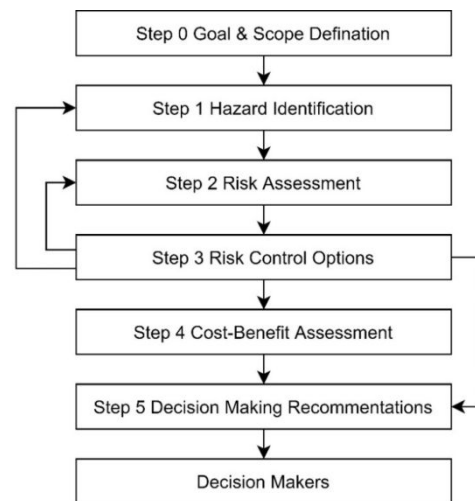 Step 0 Goal & Scope Defination
Step 1 Hazard Identification
Step 2 Risk Assessment
Step 3 Risk Control Options
Step 4 Cost-Benefit Assessment
Step 5 Decision Making Recommentations
Decision Makers